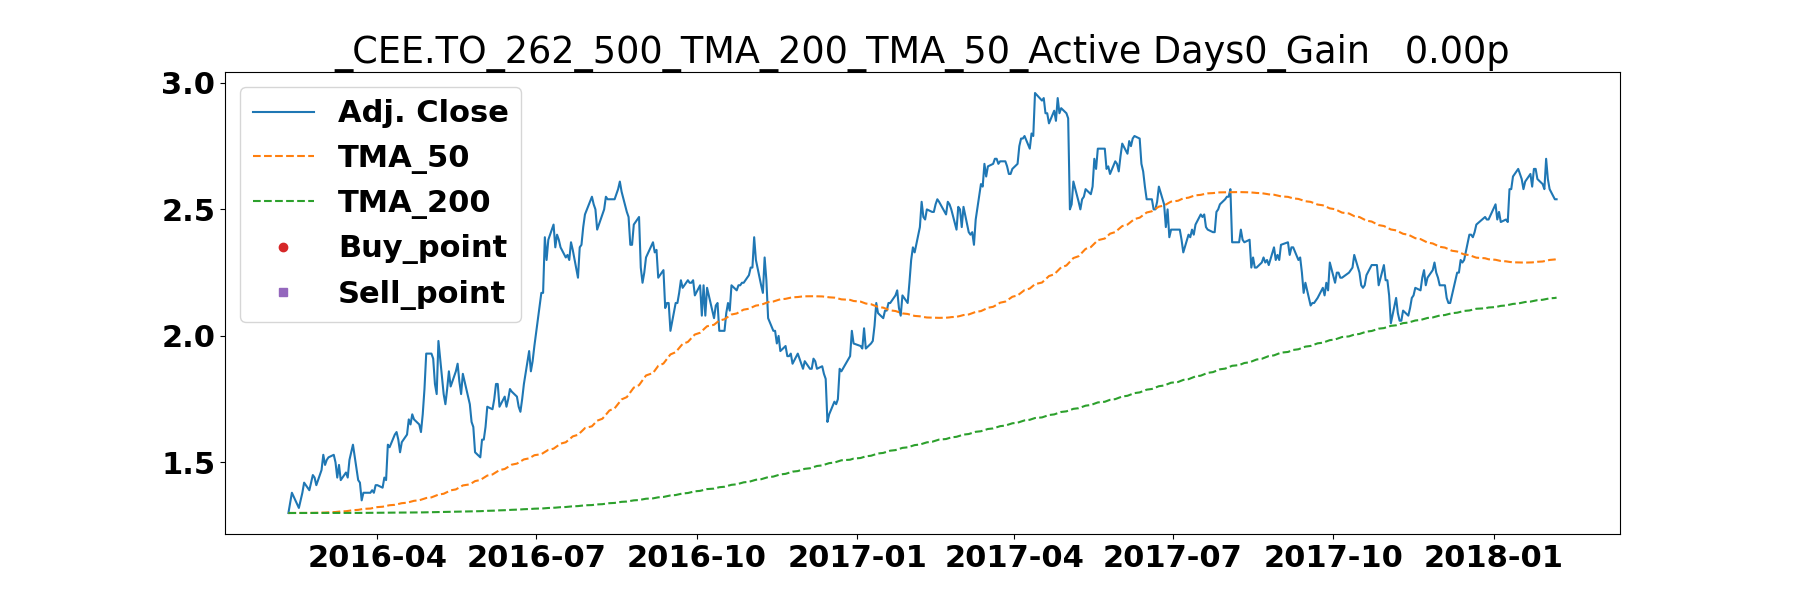 _CEE.TO_262_500_TMA_200_TMA_50_Active Days0_Gain   0.00p
3.0
2.5
2.0
1.5
Adj. Close
TMA_50
TMA_200
Buy_point
Sell_point
2016-04 2016-07 2016-10 2017-01 2017-04 2017-07 2017-10 2018-01